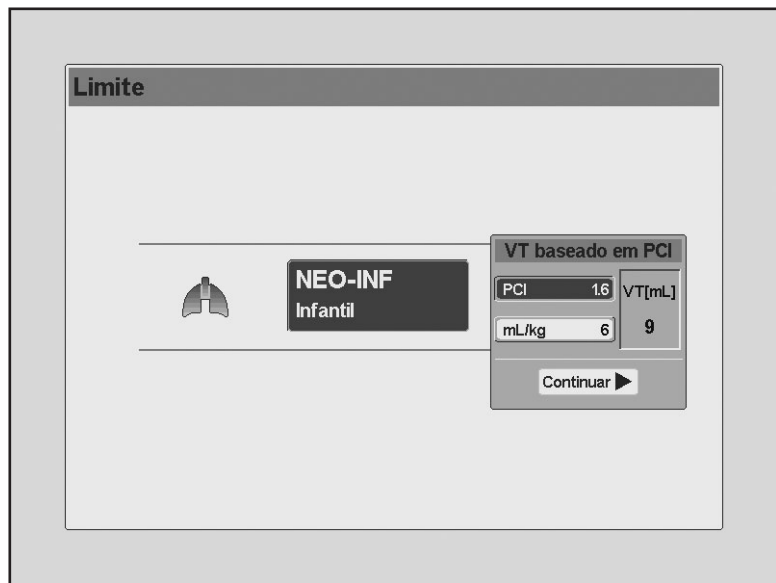 Limite
NEO-INF
Infantil
VT baseado em PCI
PCI 1.6
mL/kg 6
VT[mL]
9
Continuar